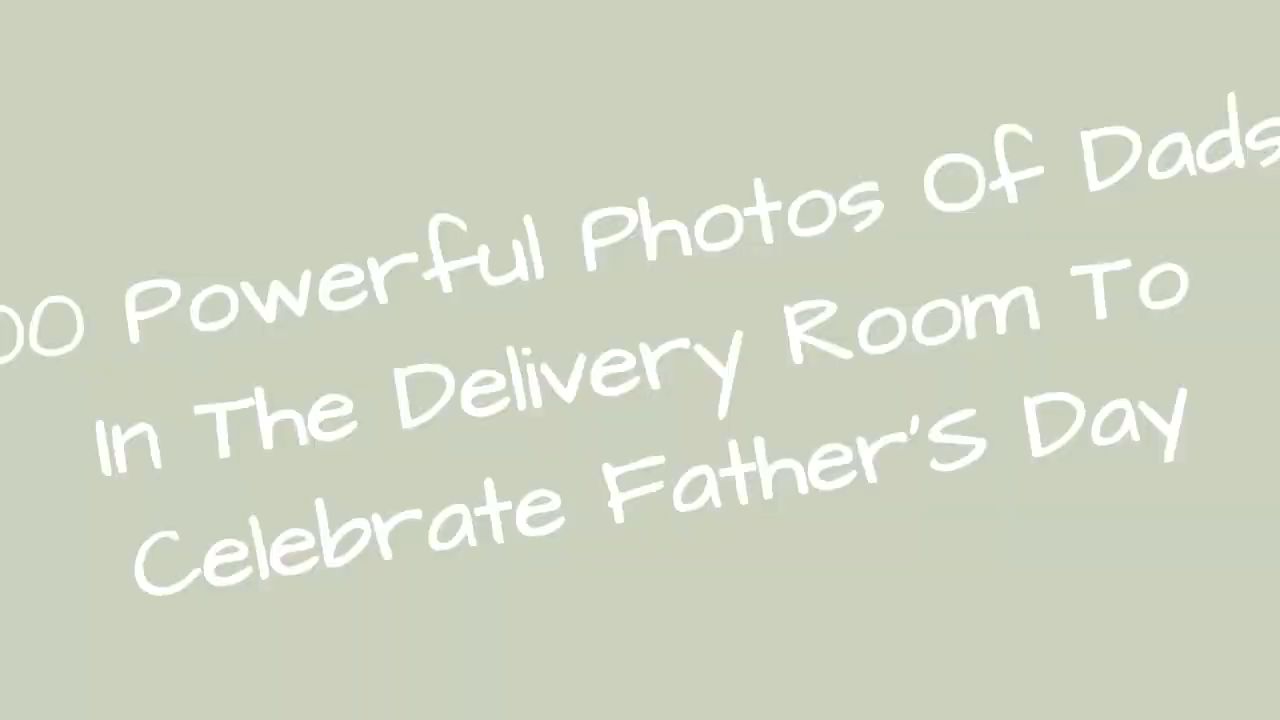 00 Powerful Photos Of Dads
In The Delivery Room To
Celebrate Father'S Day